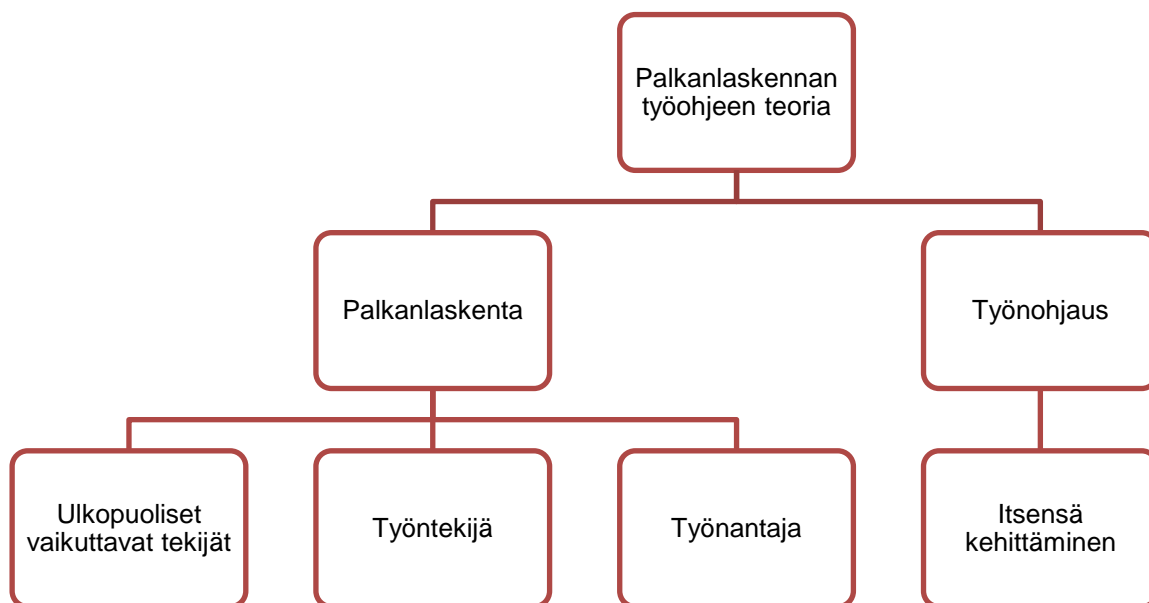 Palkanlaskennan
työohjeen teoria
Palkanlaskenta
Työnohjaus
Ulkopuoliset
vaikuttavat tekijät
Työntekijä
Työnantaja
Itsensä
kehittäminen